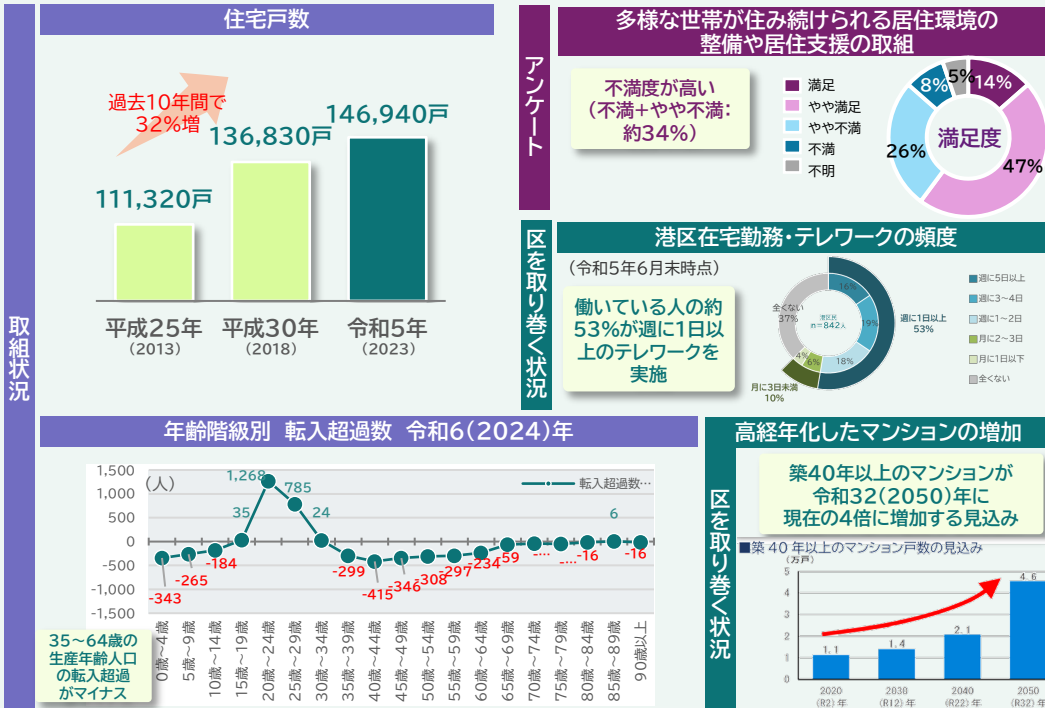 取組状況
住宅戸数
過去10年間で
32%増
111,320戸
136,830戸
146,940戸
平成25年
(2013)
平成30年
(2018)
令和5年
(2023)
アンケート
多様な世帯が住み続けられる居住環境の
整備や居住支援の取組
不満度が高い
(不満+やや不満:
約34%)
満足
やや満足
やや不満
不満
不明
満足度
14%
47%
26%
8%
5%
区を取り巻く状況
港区在宅勤務・テレワークの頻度
(令和5年6月末時点)
働いている人の約
53%が週に1日以
上のテレワークを
実施
港区民
n=842人
16%
19%
18%
6%
4%
全くない
37%
週に1日以上
53%
月に3日未満
10%
週に5日以上
週に3~4日
週に1~2日
月に2~3日
月に1日以下
全くない
年齢階級別 転入超過数 令和6(2024)年
(人)
転入超過数…
1,500
1,000
500
0
-500
-1,000
-1,500
-343
-265
-184
35
1,268
785
24
-299
-415
-346
-308
-297
-234
-59
-…
-…
-16
6
-16
0歳~4歳
5歳~9歳
10歳~14歳
15歳~19歳
20歳~24歳
25歳~29歳
30歳~34歳
35歳~39歳
40歳~44歳
45歳~49歳
50歳~54歳
55歳~59歳
60歳~64歳
65歳~69歳
70歳~74歳
75歳~79歳
80歳~84歳
85歳~89歳
90歳以上
35~64歳の
生産年齢人口
の転入超過
がマイナス
区を取り巻く状況
高経年化したマンションの増加
築40年以上のマンションが
令和32(2050)年に
現在の4倍に増加する見込み
■築40年以上のマンション戸数の見込み
(万戸)
5
4
3
2
1
0
1.1
1.4
2.1
4.6
2020
(R2)年
2030
(R12)年
2040
(R22)年
2050
(R32)年